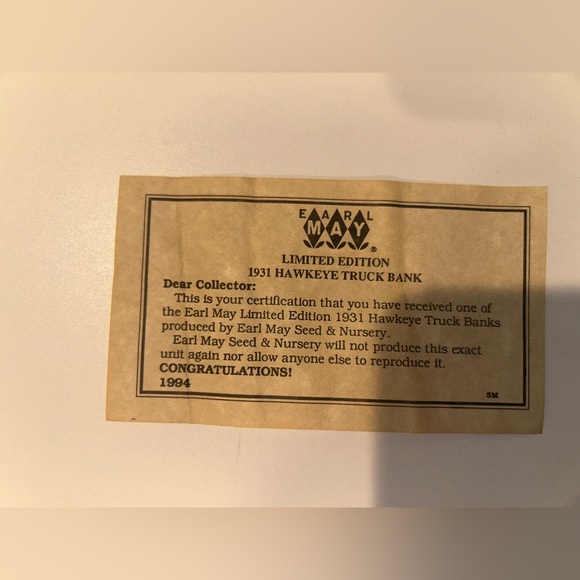 EARL
MAY®
LIMITED EDITION
1931 HAWKEYE TRUCK BANK
Dear Collector:
This is your certification that you have received one of
the Earl May Limited Edition 1931 Hawkeye Truck Banks
produced by Earl May Seed & Nursery.
Earl May Seed & Nursery will not produce this exact
unit again nor allow anyone else to reproduce it.
CONGRATULATIONS!
1994
5M